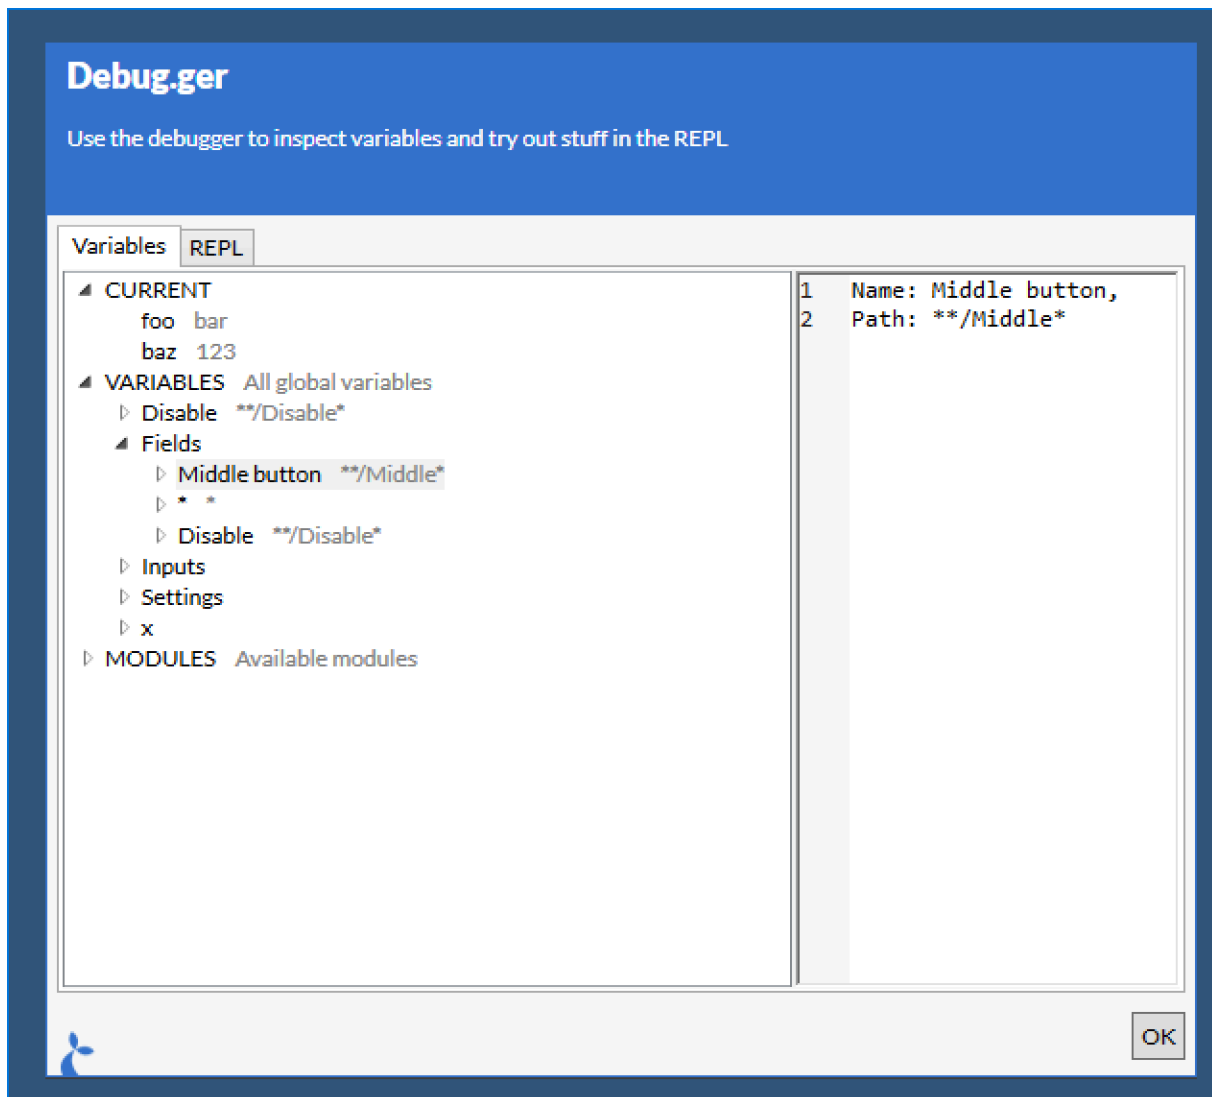 Debug.ger
Use the debugger to inspect variables and try out stuff in the REPL
Variables REPL
CURRENT
foo bar
baz 123
VARIABLES All global variables
Disable **/Disable*
Fields
Middle button **/Middle*
* *
Disable **/Disable*
Inputs
Settings
x
MODULES Available modules
1 Name: Middle button,
2 Path: **/Middle*
OK